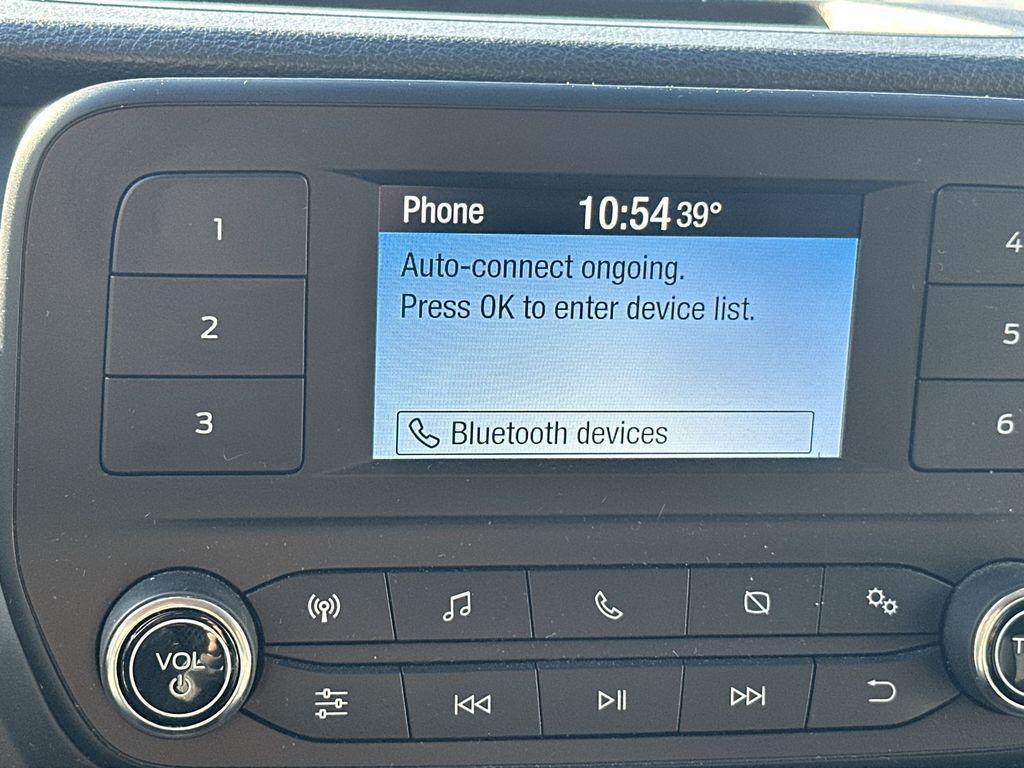 Phone 10:54 39°
Auto-connect ongoing.
Press OK to enter device list.
Bluetooth devices
1
2
3
4
5
6
VOL